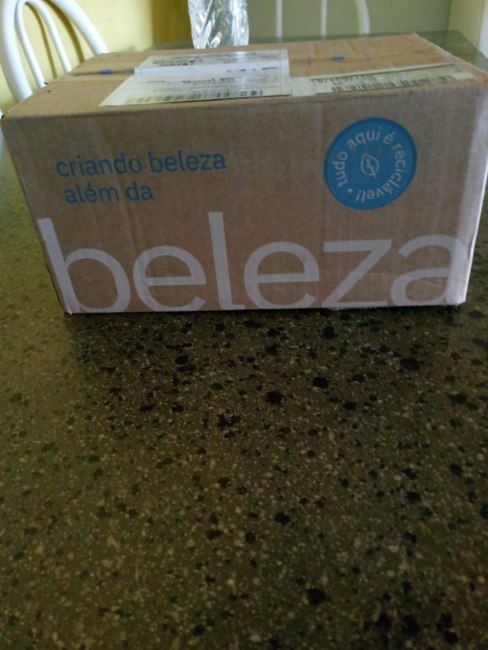 criando beleza
além da
beleza
tudo aqui é reciclável!